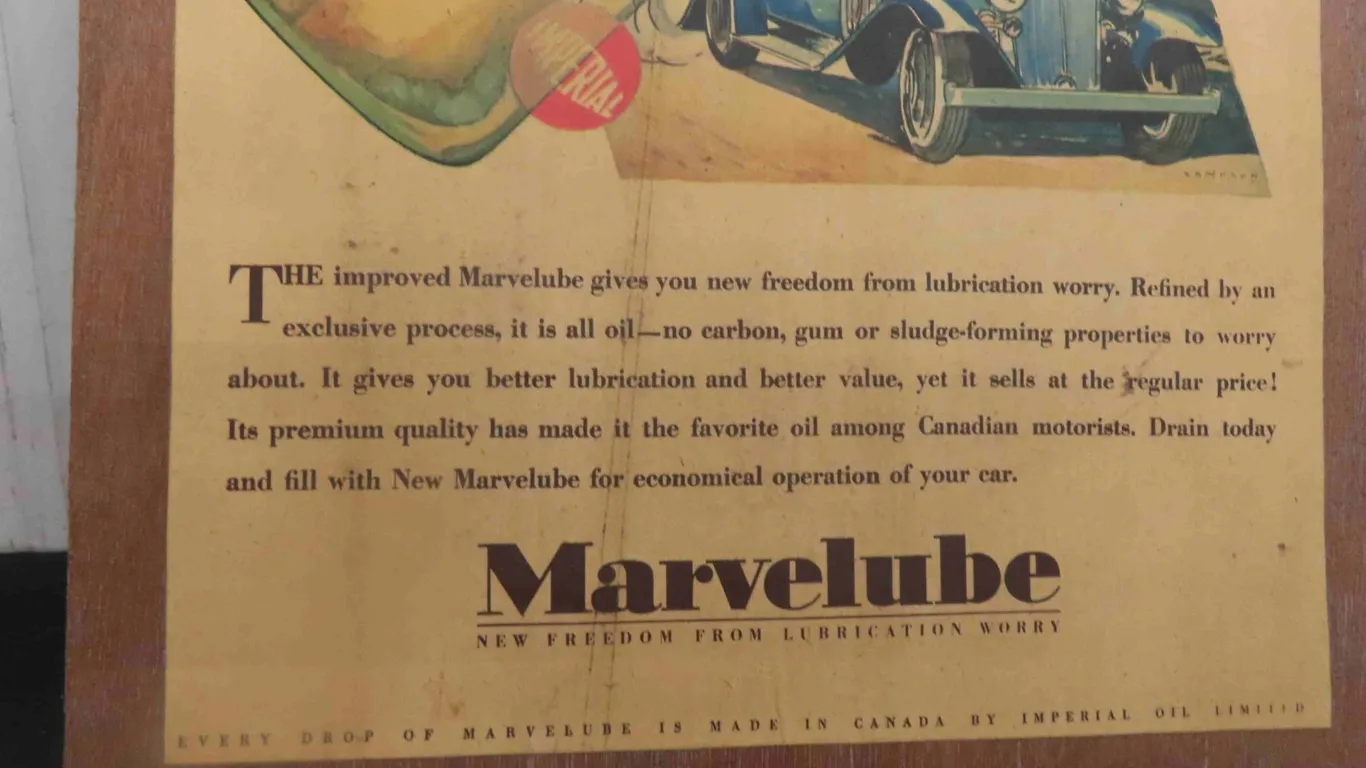 IMPERIAL
SAMPSON
THE improved Marvelube gives you new freedom from lubrication worry. Refined by an
exclusive process, it is all oil—no carbon, gum or sludge-forming properties to worry
about. It gives you better lubrication and better value, yet it sells at the regular price!
Its premium quality has made it the favorite oil among Canadian motorists. Drain today
and fill with New Marvelube for economical operation of your car.
Marvelube
NEW FREEDOM FROM LUBRICATION WORRY
EVERY DROP OF MARVELUBE IS MADE IN CANADA BY IMPERIAL OIL LIMITED